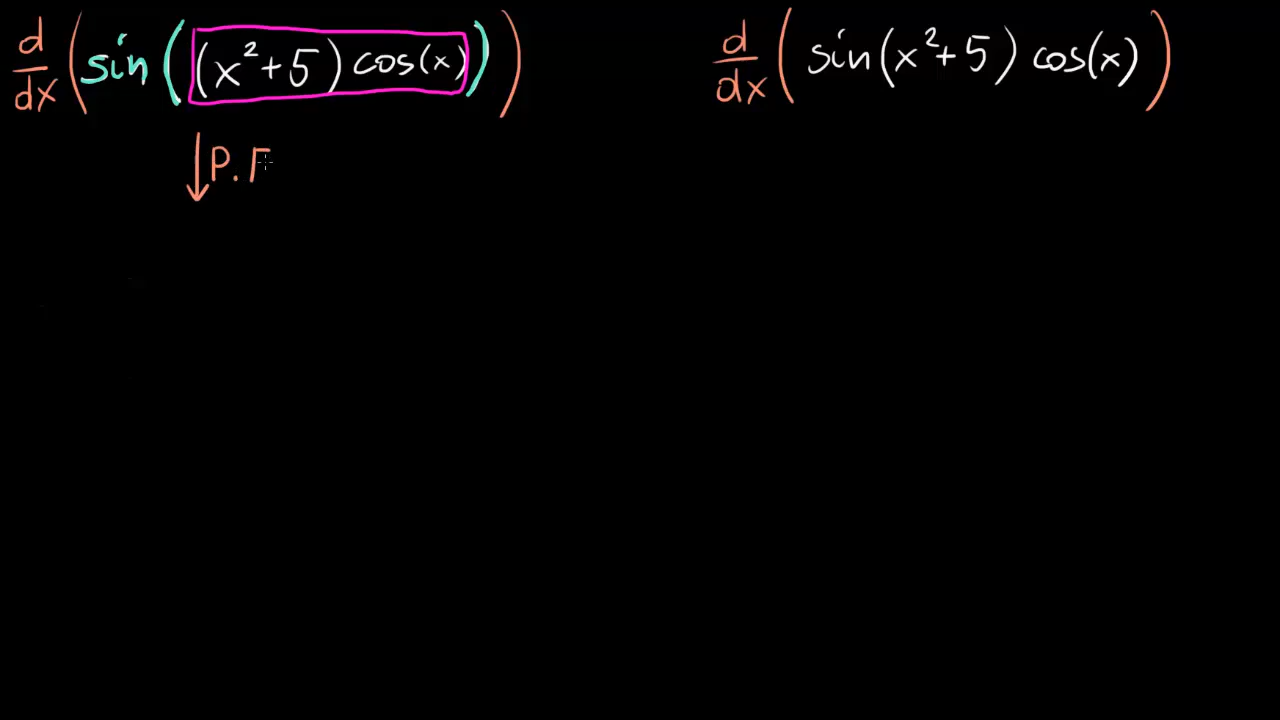 d/dx (sin((x²+5) cos(x)))
d/dx (sin(x²+5) cos(x))
↓ P. F